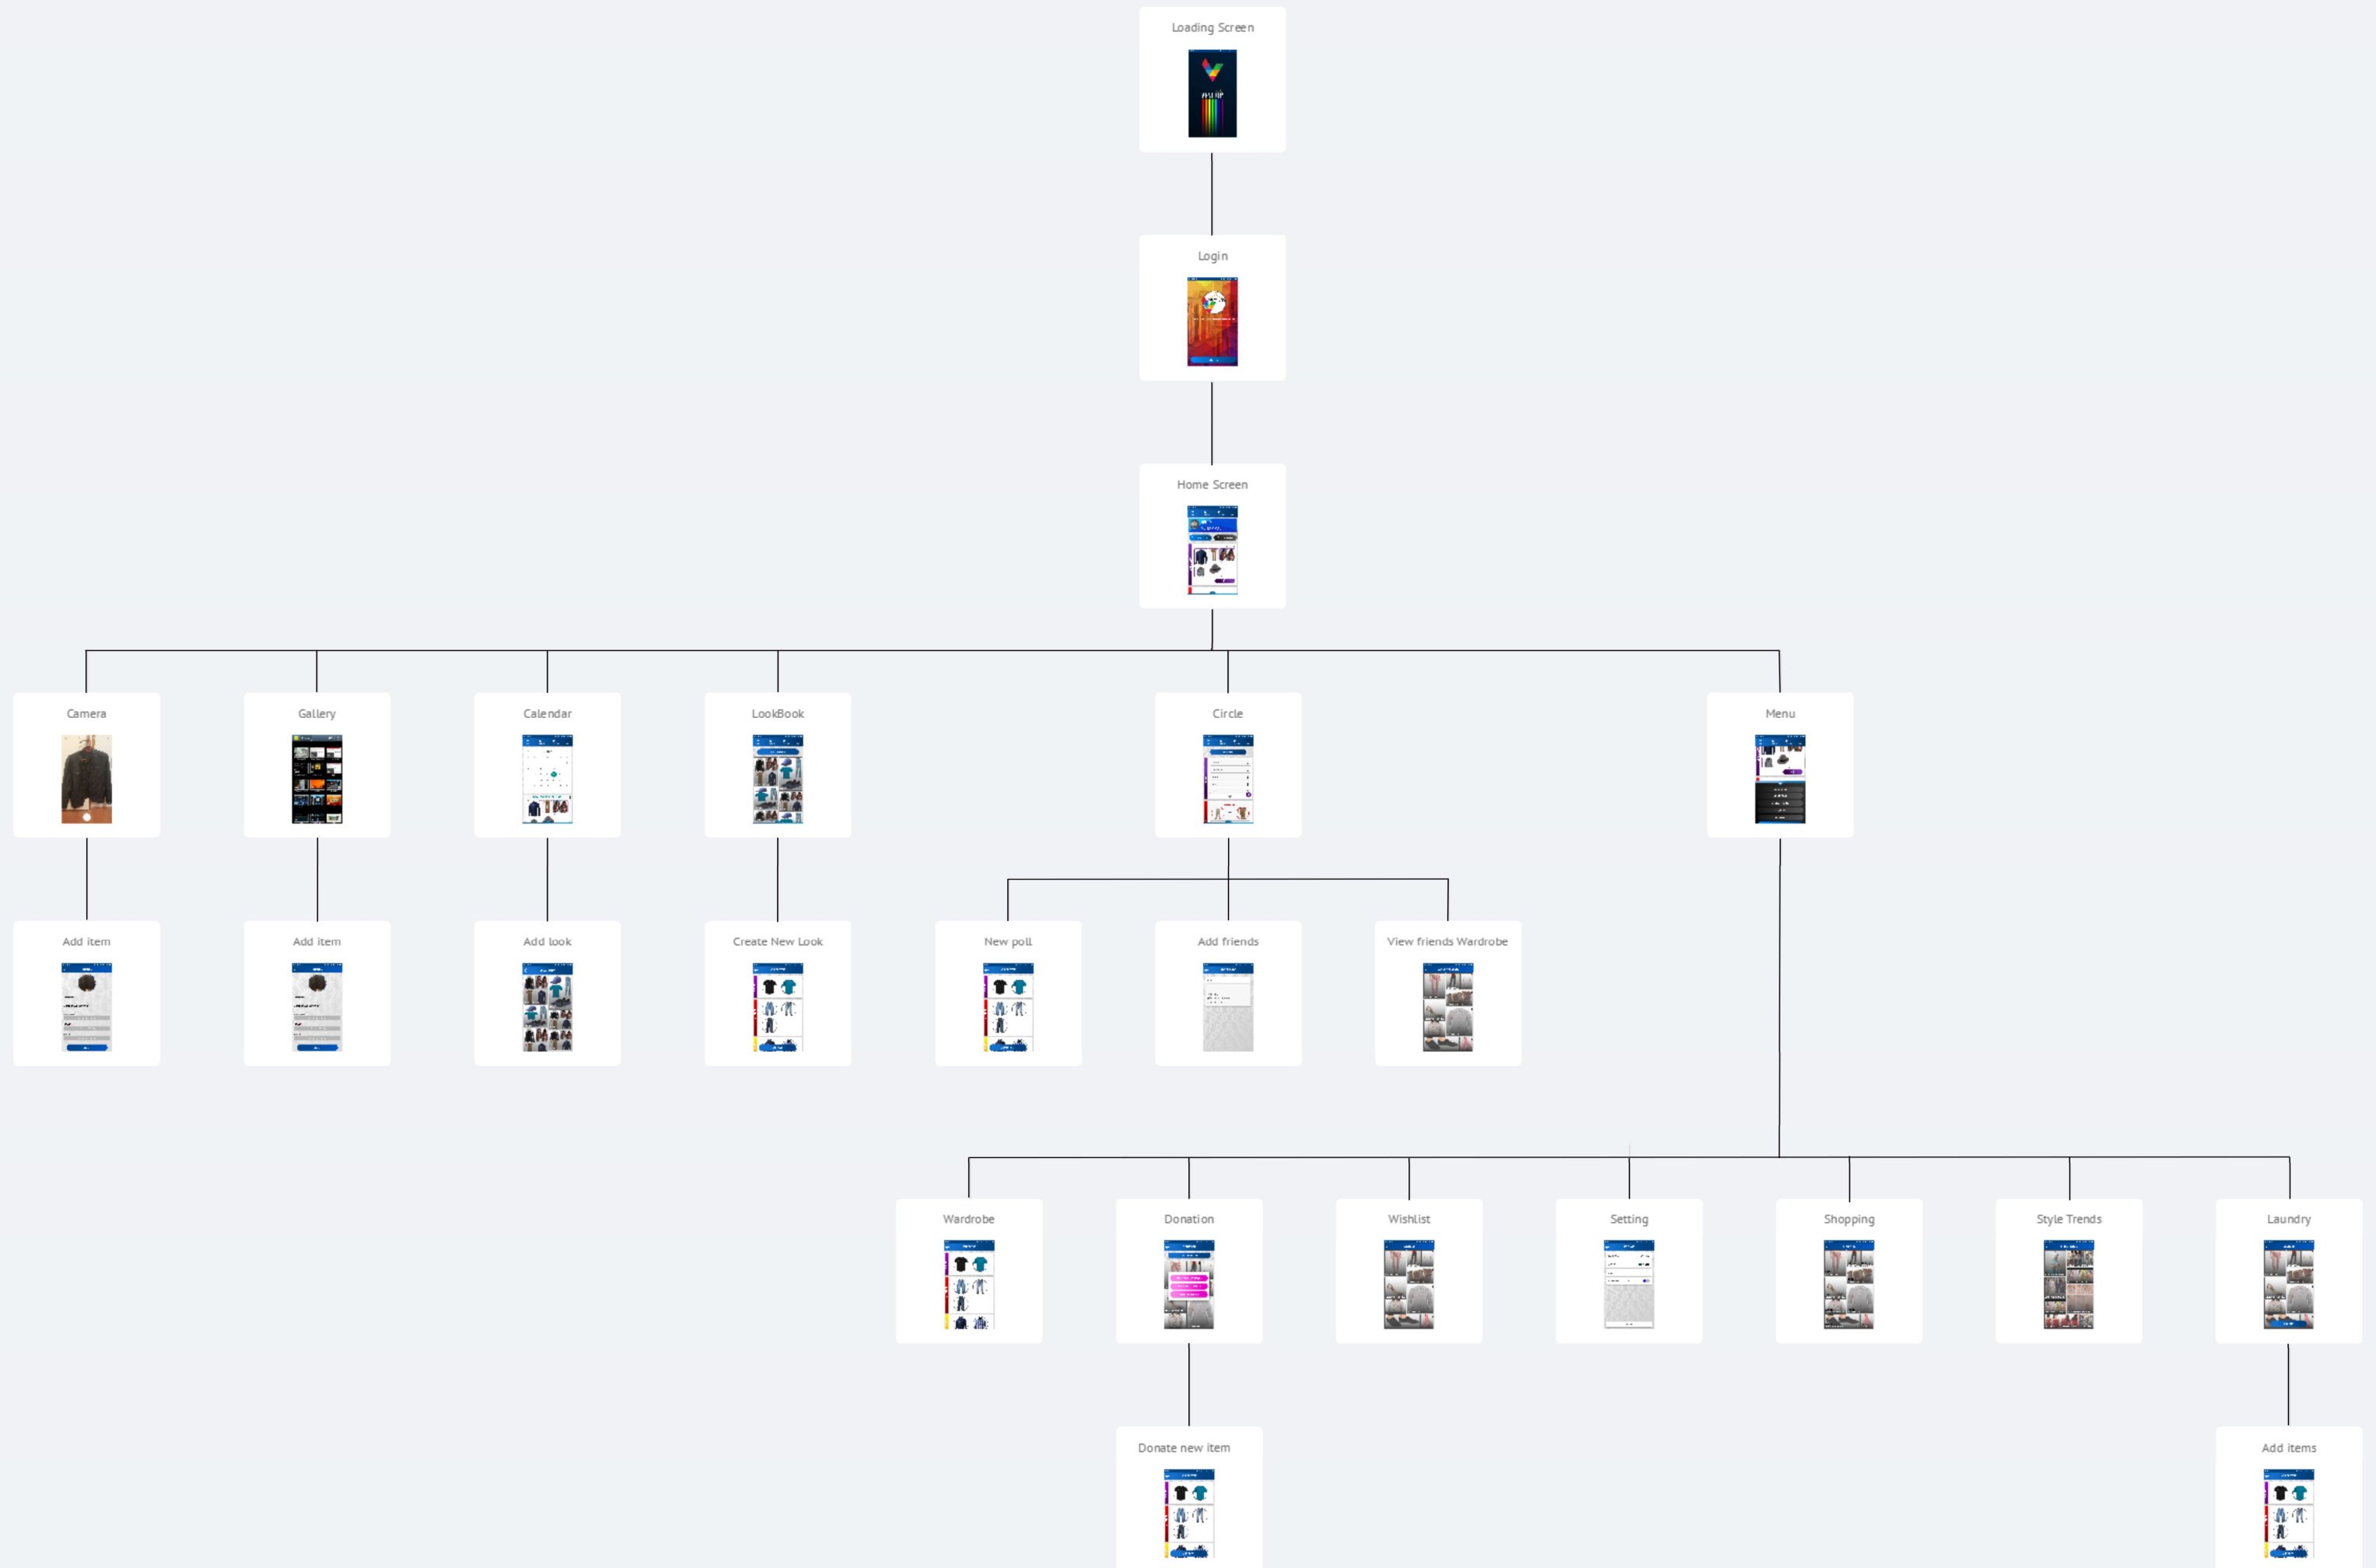 Loading Screen
Login
Home Screen
Camera
Gallery
Calendar
LookBook
Circle
Menu
Add item
Add item
Add look
Create New Look
New poll
Add friends
View friends Wardrobe
Wardrobe
Donation
Wishlist
Setting
Shopping
Style Trends
Laundry
Donate new item
Add items